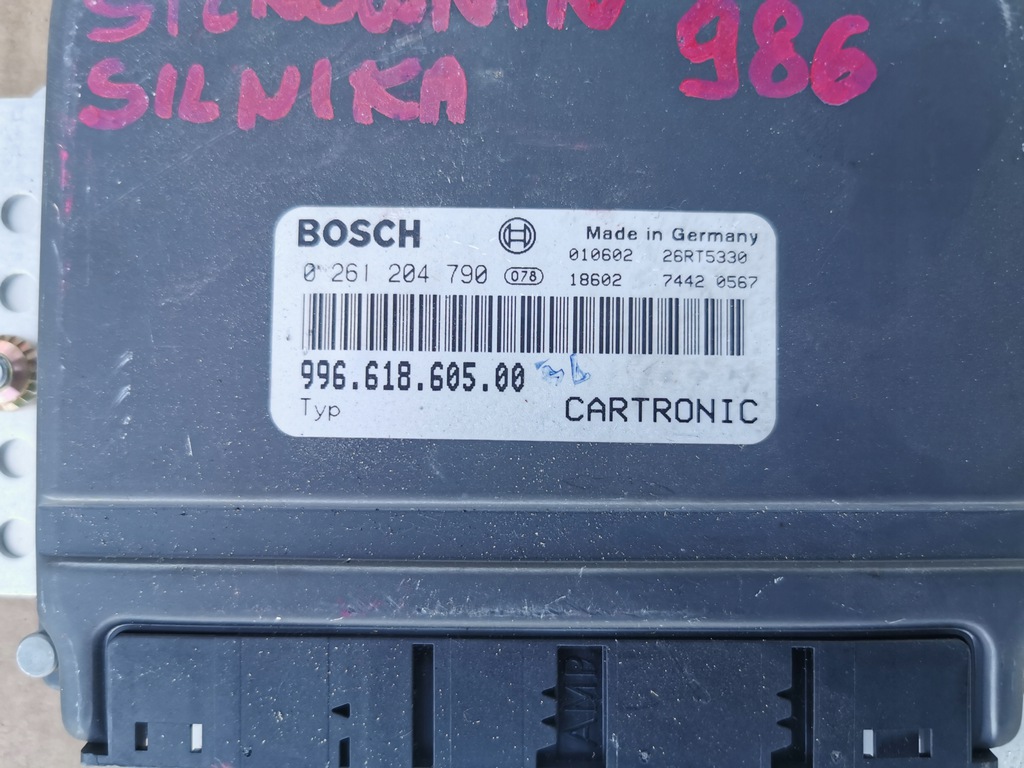 STEROWNIK 986
SILNIKA
BOSCH Made in Germany
010602 26RT5330
0 261 204 790 078 18602 7442 0567
996.618.605.00
Typ CARTRONIC
AMP